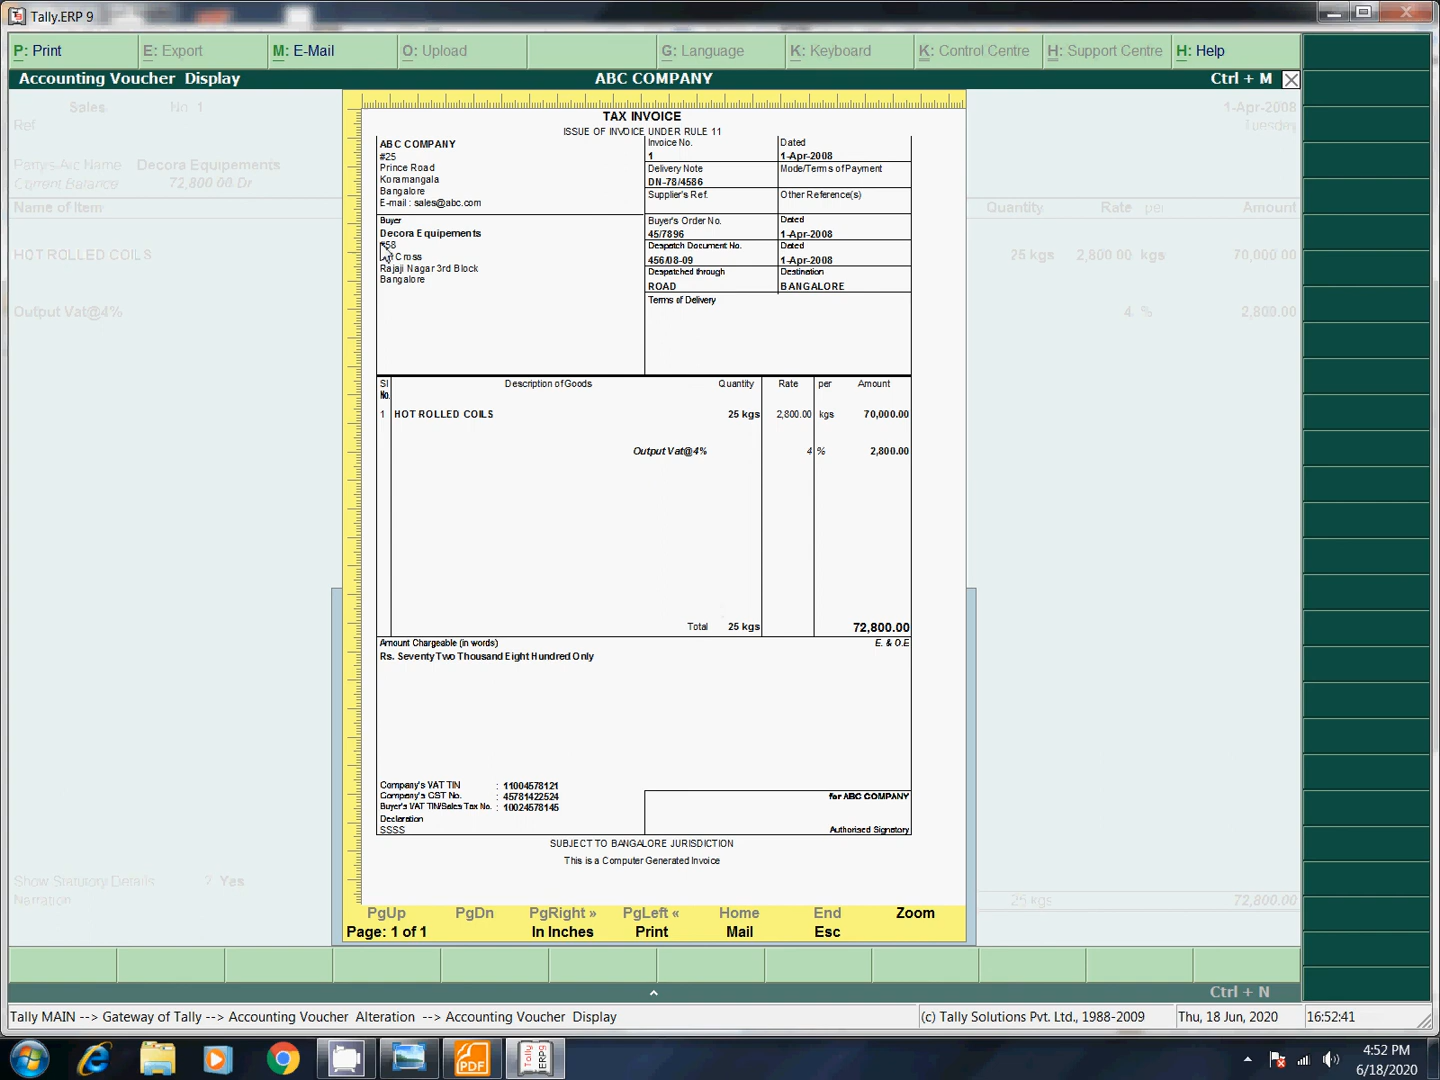 Tally.ERP 9
P: Print E: Export M: E-Mail O: Upload G: Language K: Keyboard K: Control Centre H: Support Centre H: Help
Accounting Voucher Display ABC COMPANY Ctrl + M
Sales No. 1 1-Apr-2008
Ref Tuesday
Party's A/c Name Decora Equipements
Current Balance 72,800.00 Dr
Name of Item Quantity Rate per Amount
HOT ROLLED COILS 25 kgs 2,800.00 kgs 70,000.00
Output Vat@4% 4 % 2,800.00
TAX INVOICE
ISSUE OF INVOICE UNDER RULE 11
ABC COMPANY
#25
Prince Road
Koramangala
Bangalore
E-mail : sales@abc.com
Invoice No. Dated
1 1-Apr-2008
Delivery Note Mode/Terms of Payment
DN-78/4586
Supplier's Ref. Other Reference(s)
Buyer
Decora Equipements
Cross
Rajaji Nagar 3rd Block
Bangalore
Buyer's Order No. Dated
45/7896 1-Apr-2008
Despatch Document No. Dated
456/08-09 1-Apr-2008
Despatched through Destination
ROAD BANGALORE
Terms of Delivery
Sl No. Description of Goods Quantity Rate per Amount
1 HOT ROLLED COILS 25 kgs 2,800.00 kgs 70,000.00
Output Vat@4% 4 % 2,800.00
Total 25 kgs 72,800.00
Amount Chargeable (in words) E. & O.E
Rs. Seventy Two Thousand Eight Hundred Only
Company's VAT TIN : 11004578121
Company's CST No. : 45781422524
Buyer's VAT TIN/Sales Tax No. : 10024578145
Declaration
SSSS
for ABC COMPANY
Authorised Signatory
SUBJECT TO BANGALORE JURISDICTION
This is a Computer Generated Invoice
Show Statutory Details ? Yes
Narration 25 kgs 72,800.00
PgUp PgDn PgRight » PgLeft « Home End Zoom
Page: 1 of 1 In Inches Print Mail Esc
Ctrl + N
Tally MAIN --> Gateway of Tally --> Accounting Voucher Alteration --> Accounting Voucher Display (c) Tally Solutions Pvt. Ltd., 1988-2009 Thu, 18 Jun, 2020 16:52:41
PDF
Tally ERP9
4:52 PM
6/18/2020